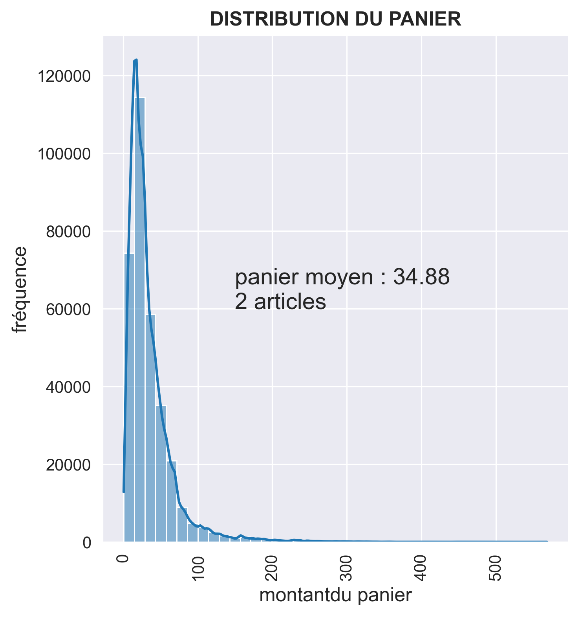 DISTRIBUTION DU PANIER
120000
100000
80000
60000
40000
20000
0
fréquence
panier moyen : 34.88
2 articles
0
100
200
300
400
500
montantdu panier